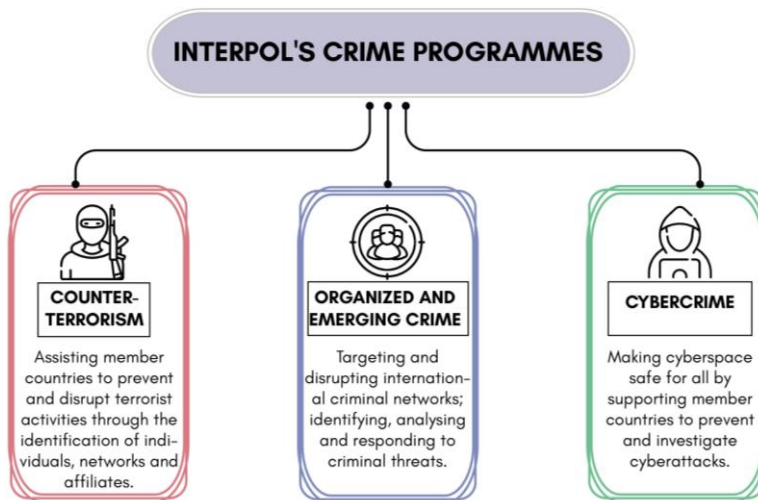 INTERPOL'S CRIME PROGRAMMES
COUNTER-
TERRORISM
Assisting member
countries to prevent
and disrupt terrorist
activities through the
identification of indi-
viduals, networks and
affiliates.
ORGANIZED AND
EMERGING CRIME
Targeting and
disrupting internation-
al criminal networks;
identifying, analysing
and responding to
criminal threats.
CYBERCRIME
Making cyberspace
safe for all by
supporting member
countries to prevent
and investigate
cyberattacks.